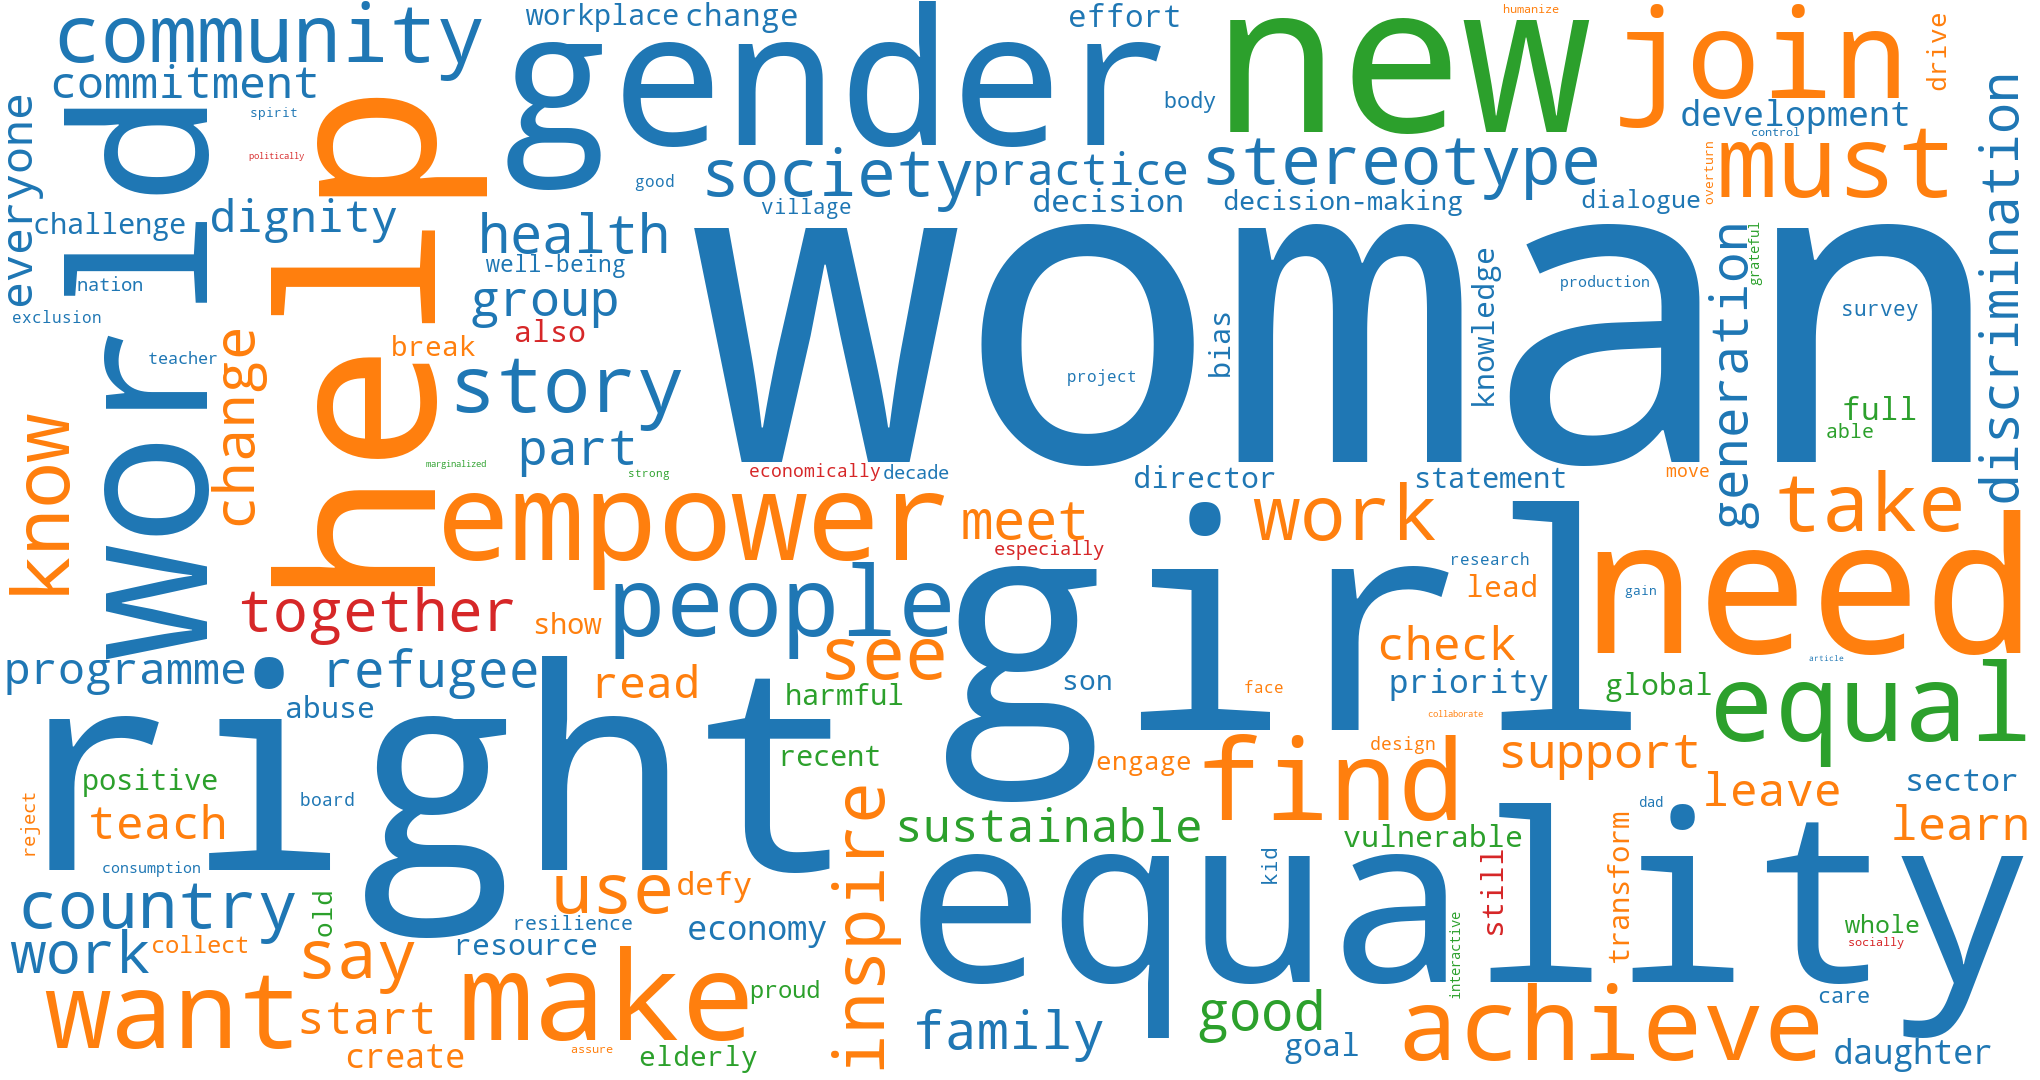 community
workplace
change
effort
humanize
gender
new
join
drive
commitment
spirit
politically
body
development
control
discrimination
everyone
world
help
society
practice
good
stereotype
must
overturn
challenge
dignity
village
decision
decision-making
dialogue
health
well-being
woman
generation
grateful
nation
group
knowledge
production
survey
exclusion
also
bias
teacher
change
break
story
project
full
able
know
part
marginalized
strong
economically
decade
director
statement
move
empower
meet
work
take
especially
girl
research
need
together
show
people
lead
gain
see
check
programme
refugee
read
son
face
priority
global
article
equal
abuse
harmful
collaborate
right
recent
engage
find
design
support
positive
teach
board
reject
inspire
sustainable
vulnerable
dad
leave
sector
learn
consumption
kid
equality
still
transform
country
old
use
defy
resilience
economy
work
collect
say
resource
interactive
whole
socially
want
start
make
proud
good
achieve
care
create
assure
elderly
family
goal
daughter